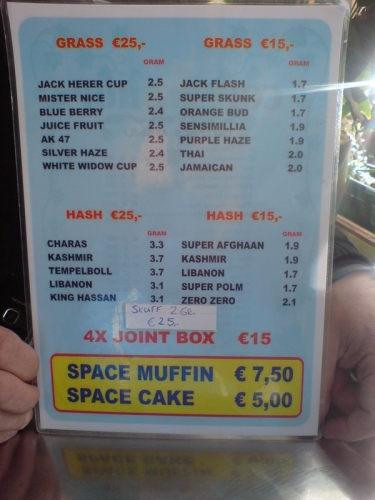 GRASS €25,-
GRAM
JACK HERER CUP 2.5
MISTER NICE 2.5
BLUE BERRY 2.4
JUICE FRUIT 2.5
AK 47 2.5
SILVER HAZE 2.4
WHITE WIDOW CUP 2.5
GRASS €15,-
GRAM
JACK FLASH 1.7
SUPER SKUNK 1.7
ORANGE BUD 1.7
SENSIMILLIA 1.9
PURPLE HAZE 1.9
THAI 2.0
JAMAICAN 2.0
HASH €25,-
GRAM
CHARAS 3.3
KASHMIR 3.7
TEMPELBOLL 3.7
LIBANON 3.1
KING HASSAN 3.1
HASH €15,-
GRAM
SUPER AFGHAAN 1.9
KASHMIR 1.9
LIBANON 1.7
SUPER POLM 1.7
ZERO ZERO 2.1
SKUFF 2 Gr.
€25.-
4X JOINT BOX €15
SPACE MUFFIN € 7,50
SPACE CAKE € 5,00